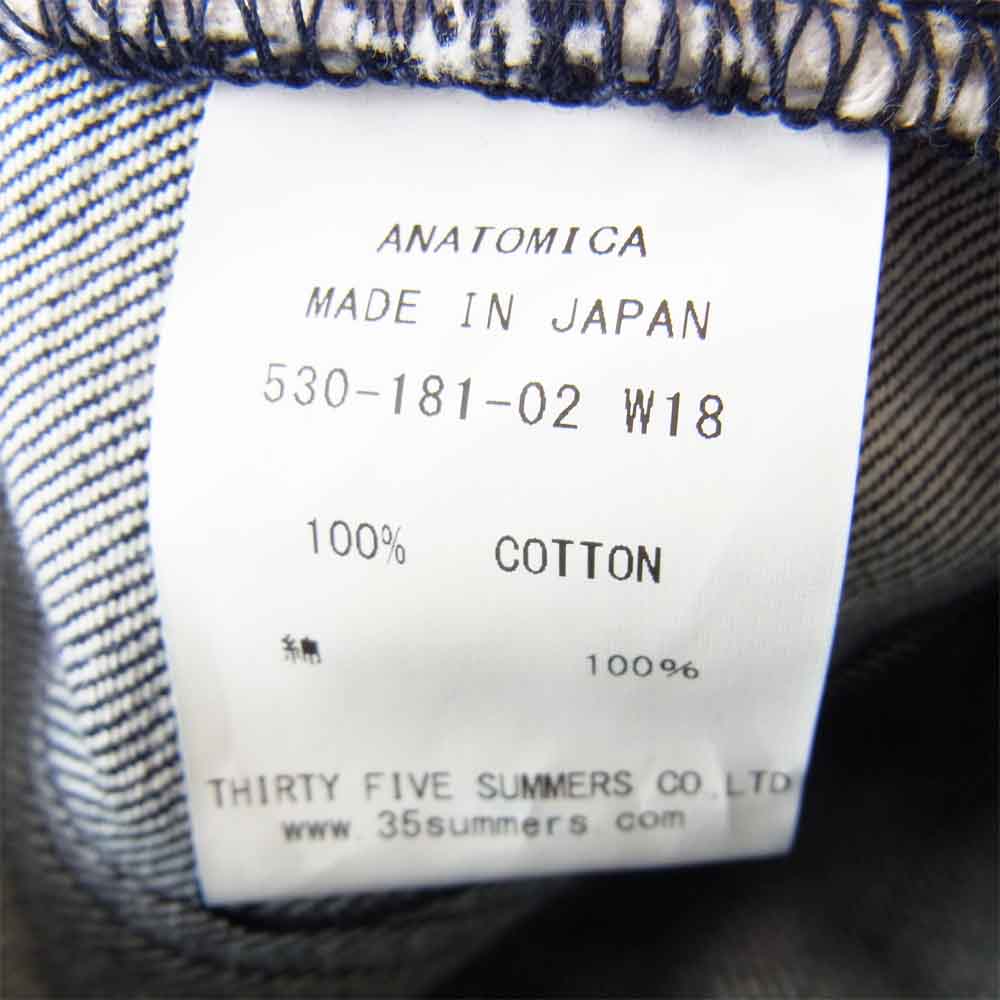 ANATOMICA
MADE IN JAPAN
530-181-02 W18
100% COTTON
綿 100%
THIRTY FIVE SUMMERS CO.LTD
www.35summers.com